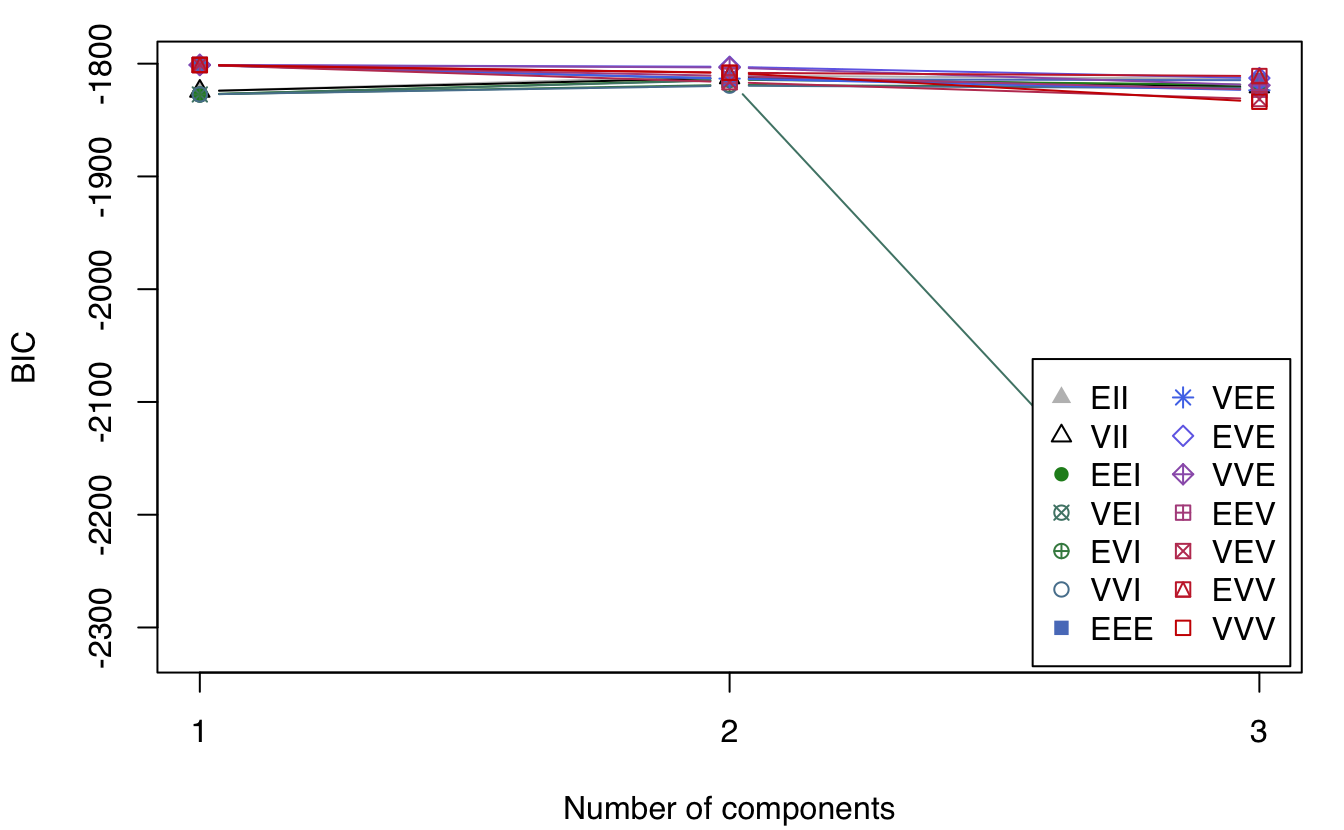 -1800
-1900
-2000
-2100
-2200
-2300
BIC
1
2
3
Number of components
EII
VII
EEI
VEI
EVI
VVI
EEE
VEE
EVE
VVE
EEV
VEV
EVV
VVV